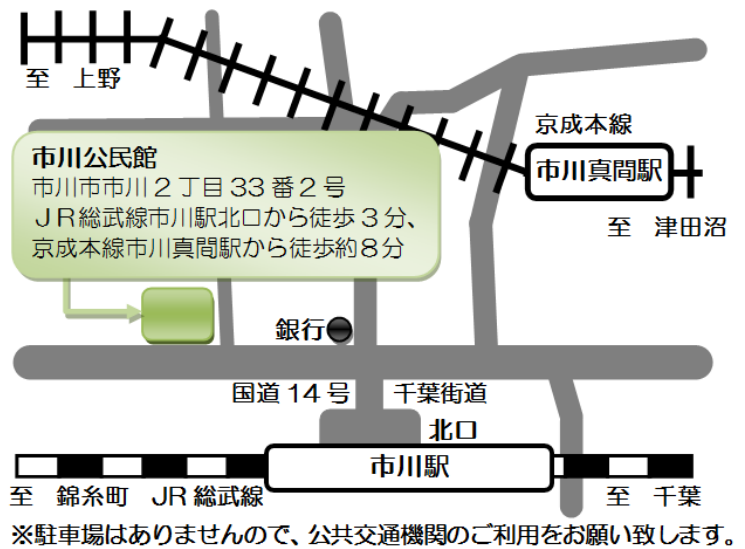 至 上野
京成本線
市川真間駅
至 津田沼
市川公民館
市川市市川2丁目33番2号
JR総武線市川駅北口から徒歩3分、
京成本線市川真間駅から徒歩約8分
銀行
国道14号 千葉街道
北口
市川駅
至 錦糸町 JR総武線 至 千葉
※駐車場はありませんので、公共交通機関のご利用をお願い致します。